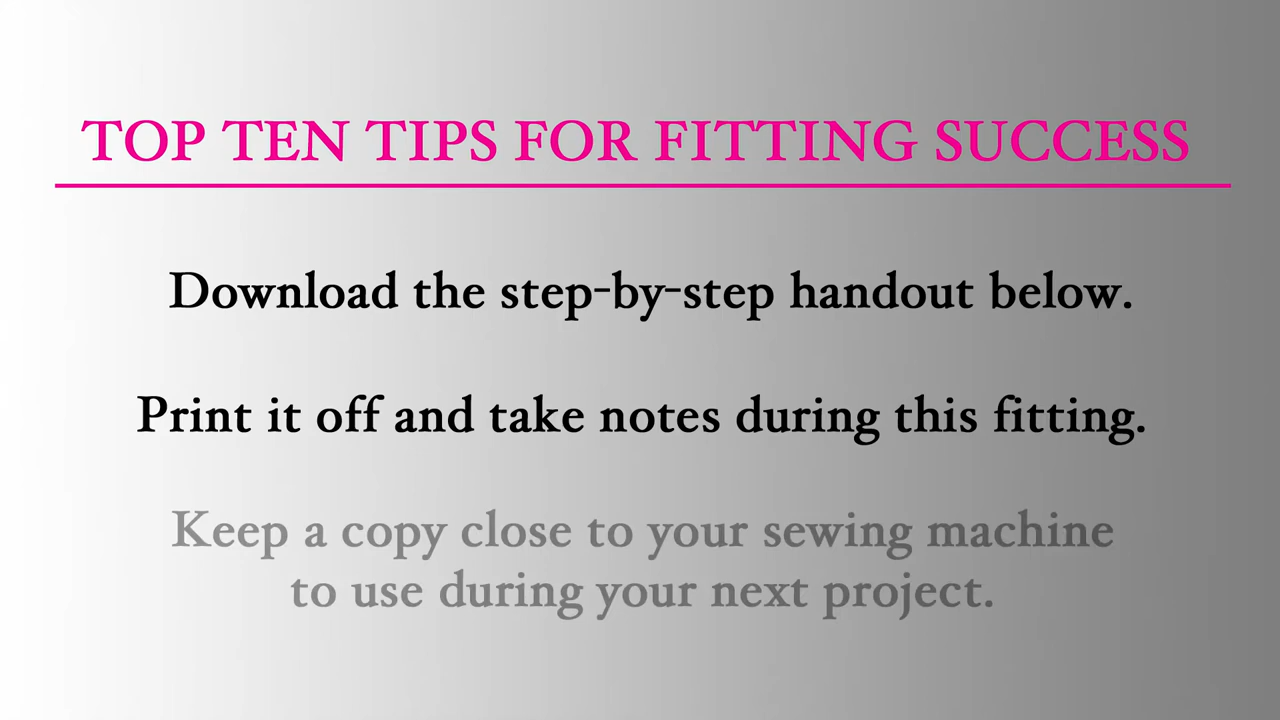 TOP TEN TIPS FOR FITTING SUCCESS
Download the step-by-step handout below.
Print it off and take notes during this fitting.
Keep a copy close to your sewing machine
to use during your next project.